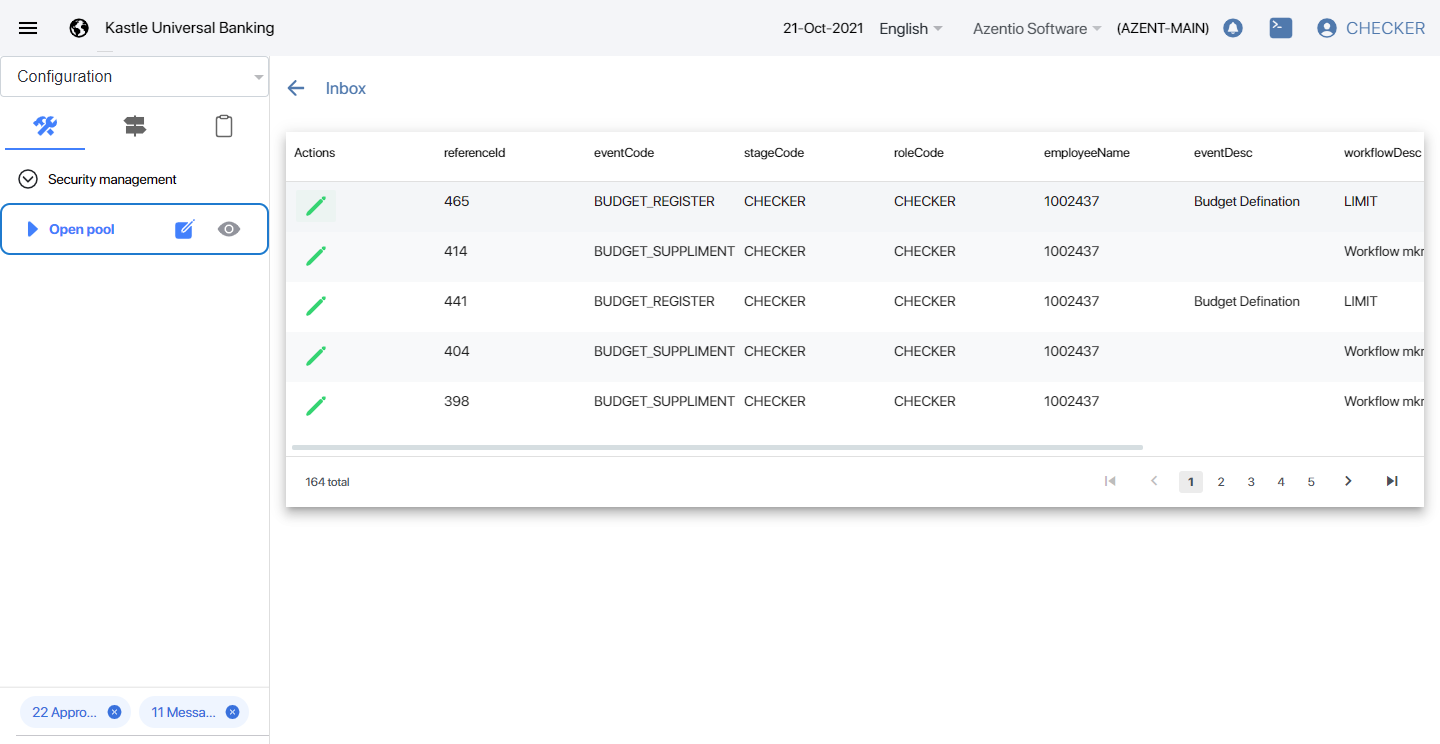 Kastle Universal Banking 21-Oct-2021 English Azentio Software (AZENT-MAIN) CHECKER
Configuration
Inbox
Security management
Open pool
Actions referenceId eventCode stageCode roleCode employeeName eventDesc workflowDesc
465 BUDGET_REGISTER CHECKER CHECKER 1002437 Budget Defination LIMIT
414 BUDGET_SUPPLIMENT CHECKER CHECKER 1002437 Workflow mkr
441 BUDGET_REGISTER CHECKER CHECKER 1002437 Budget Defination LIMIT
404 BUDGET_SUPPLIMENT CHECKER CHECKER 1002437 Workflow mkr
398 BUDGET_SUPPLIMENT CHECKER CHECKER 1002437 Workflow mkr
164 total 1 2 3 4 5
22 Appro... 11 Messa...